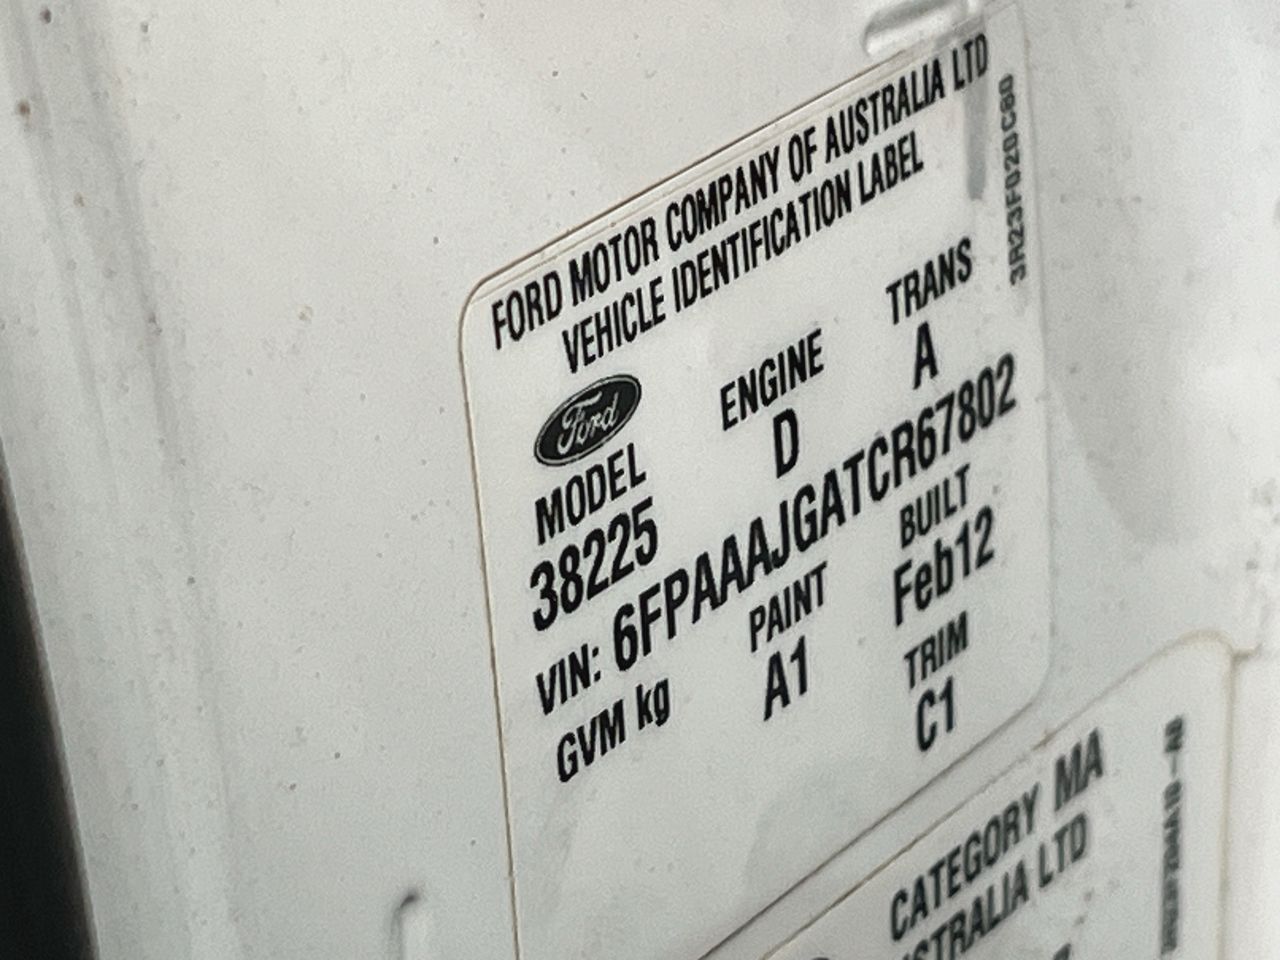 FORD MOTOR COMPANY OF AUSTRALIA LTD
VEHICLE IDENTIFICATION LABEL
3R23F020DC80
Ford
ENGINE TRANS
D A
MODEL
38225
VIN: 6FPAAAJGATCR67802
GVM kg PAINT BUILT
A1 Feb12
TRIM
C1
CATEGORY MA
STRALIA LTD